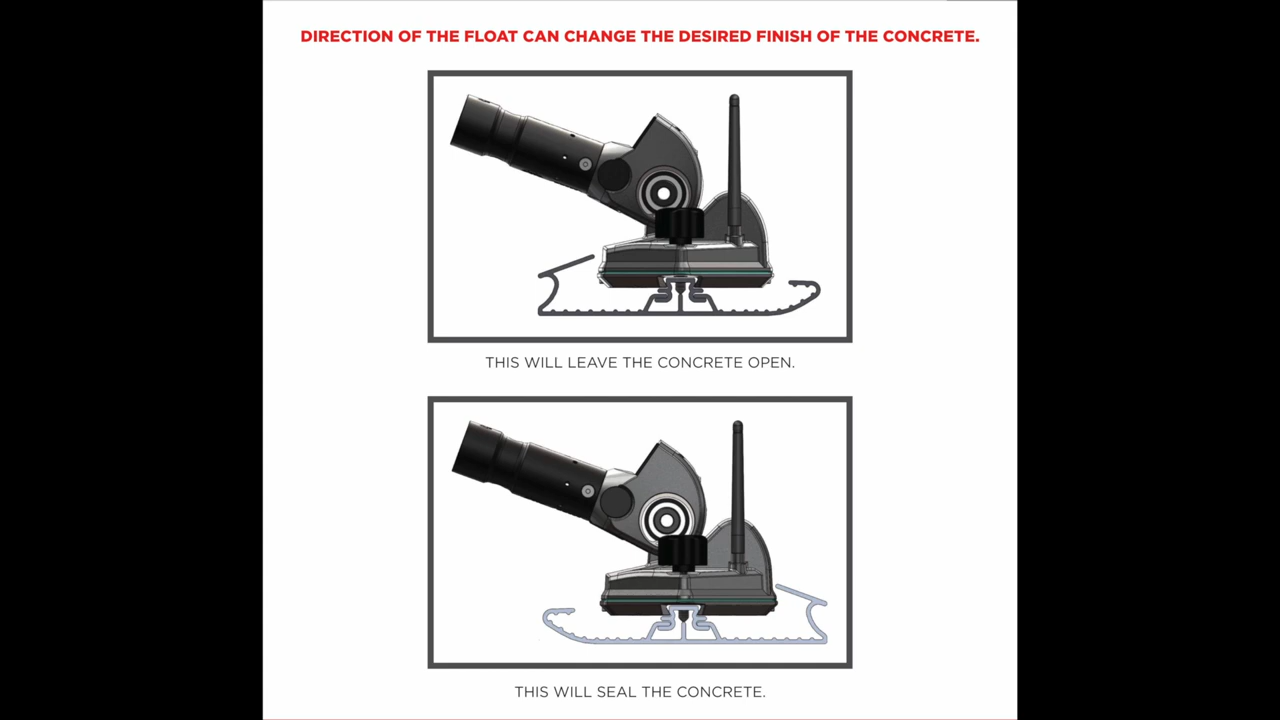 DIRECTION OF THE FLOAT CAN CHANGE THE DESIRED FINISH OF THE CONCRETE.
THIS WILL LEAVE THE CONCRETE OPEN.
THIS WILL SEAL THE CONCRETE.